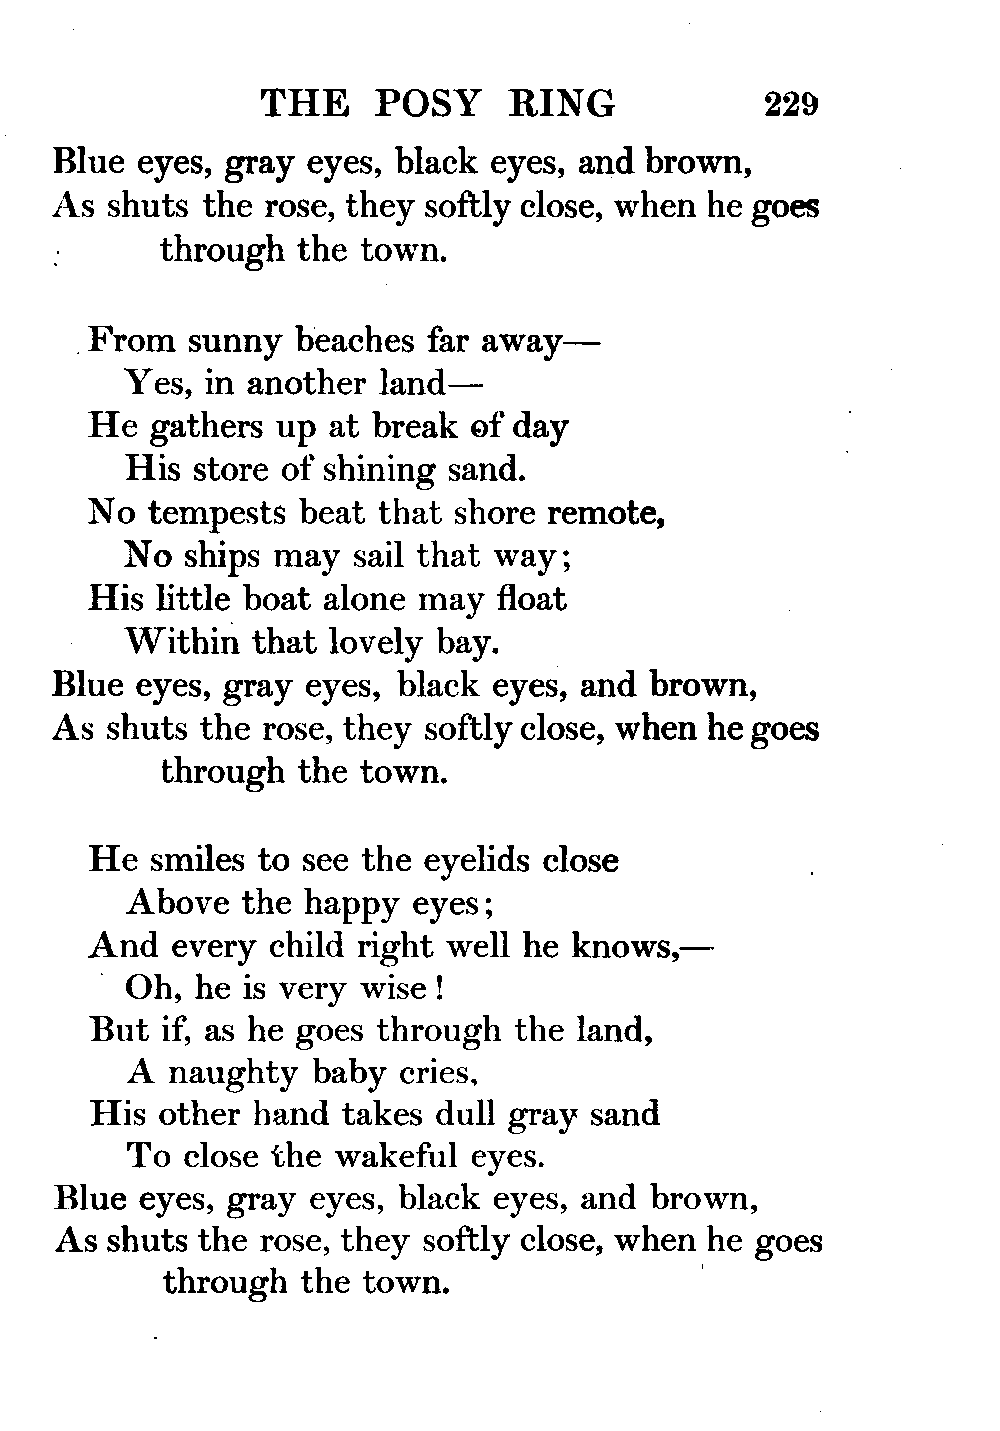 THE POSY RING 229
Blue eyes, gray eyes, black eyes, and brown,
As shuts the rose, they softly close, when he goes
through the town.
From sunny beaches far away—
Yes, in another land—
He gathers up at break of day
His store of shining sand.
No tempests beat that shore remote,
No ships may sail that way;
His little boat alone may float
Within that lovely bay.
Blue eyes, gray eyes, black eyes, and brown,
As shuts the rose, they softly close, when he goes
through the town.
He smiles to see the eyelids close
Above the happy eyes;
And every child right well he knows,—
Oh, he is very wise!
But if, as he goes through the land,
A naughty baby cries,
His other hand takes dull gray sand
To close the wakeful eyes.
Blue eyes, gray eyes, black eyes, and brown,
As shuts the rose, they softly close, when he goes
through the town.